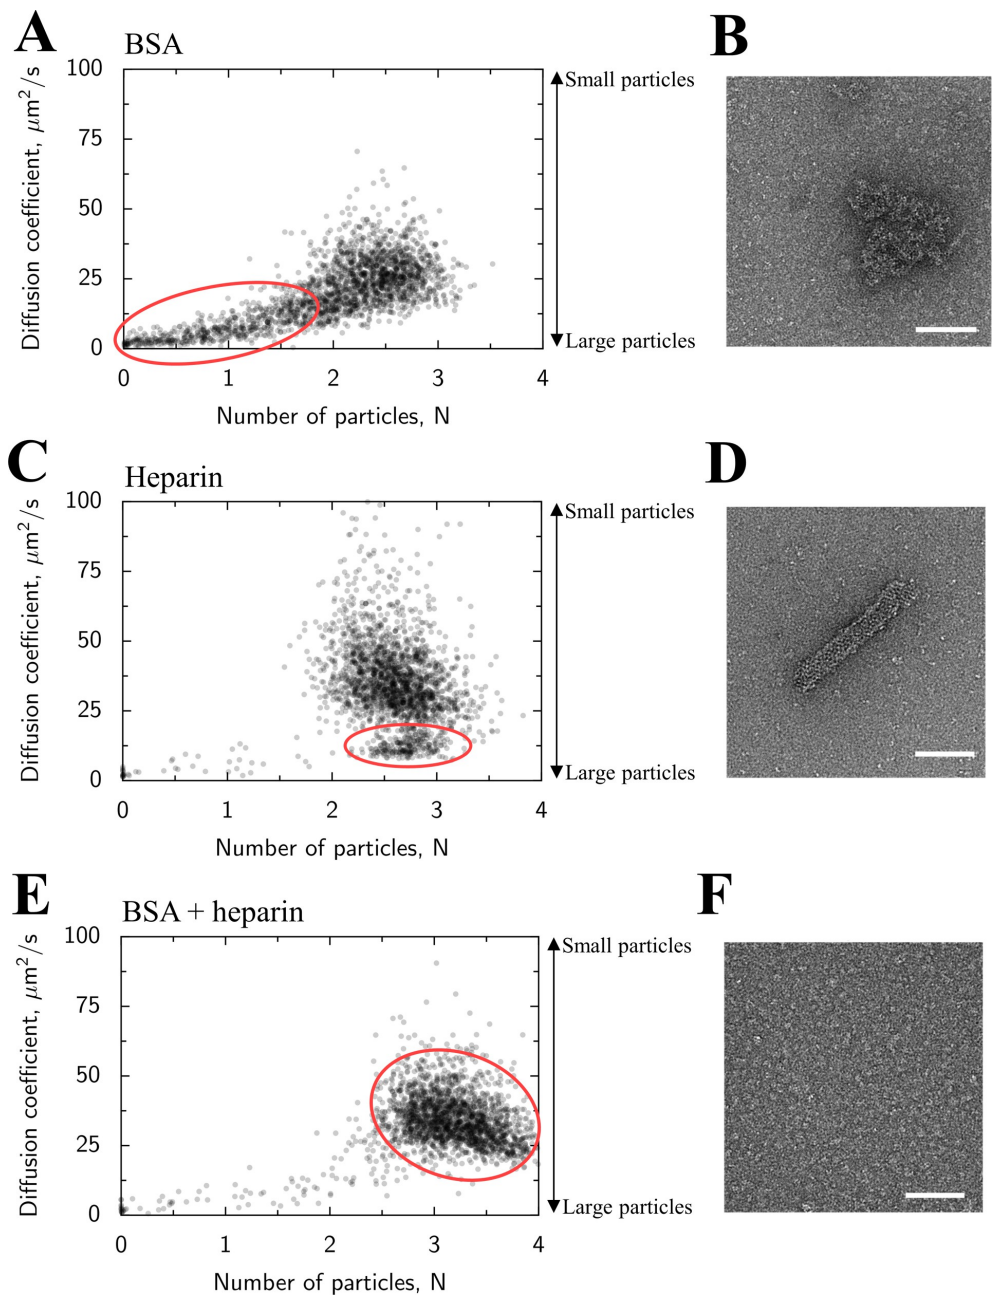 A
BSA
B
100
75
50
25
0
Diffusion coefficient, μm²/s
Small particles
Large particles
0 1 2 3 4
Number of particles, N
C
Heparin
D
100
75
50
25
0
Diffusion coefficient, μm²/s
Small particles
Large particles
0 1 2 3 4
Number of particles, N
E
BSA + heparin
F
100
75
50
25
0
Diffusion coefficient, μm²/s
Small particles
Large particles
0 1 2 3 4
Number of particles, N